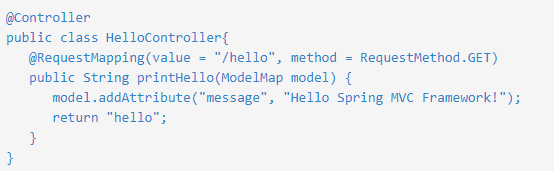 @Controller
public class HelloController{
   @RequestMapping(value = "/hello", method = RequestMethod.GET)
   public String printHello(ModelMap model) {
      model.addAttribute("message", "Hello Spring MVC Framework!");
      return "hello";
   }
}